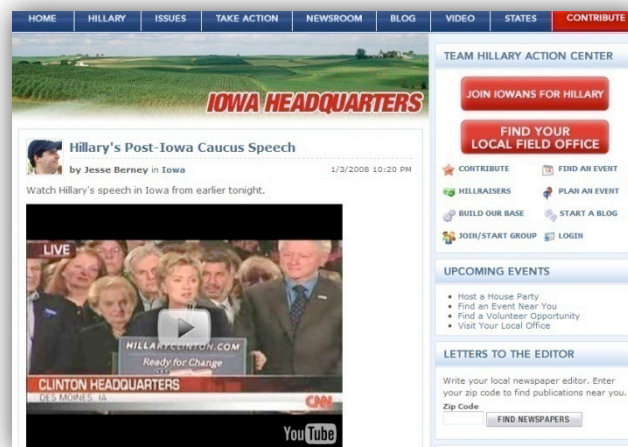 HOME HILLARY ISSUES TAKE ACTION NEWSROOM BLOG VIDEO STATES CONTRIBUTE
IOWA HEADQUARTERS
Hillary's Post-Iowa Caucus Speech
by Jesse Berney in Iowa 1/3/2008 10:20 PM
Watch Hillary's speech in Iowa from earlier tonight.
LIVE
HILLARYCLINTON.COM
Ready for Change
CLINTON HEADQUARTERS
DES MOINES, IA
CNN
YouTube
TEAM HILLARY ACTION CENTER
JOIN IOWANS FOR HILLARY
FIND YOUR
LOCAL FIELD OFFICE
CONTRIBUTE FIND AN EVENT
HILLRAISERS PLAN AN EVENT
BUILD OUR BASE START A BLOG
JOIN/START GROUP LOGIN
UPCOMING EVENTS
Host a House Party
Find an Event Near You
Find a Volunteer Opportunity
Visit Your Local Office
LETTERS TO THE EDITOR
Write your local newspaper editor. Enter
your zip code to find publications near you.
Zip Code
FIND NEWSPAPERS